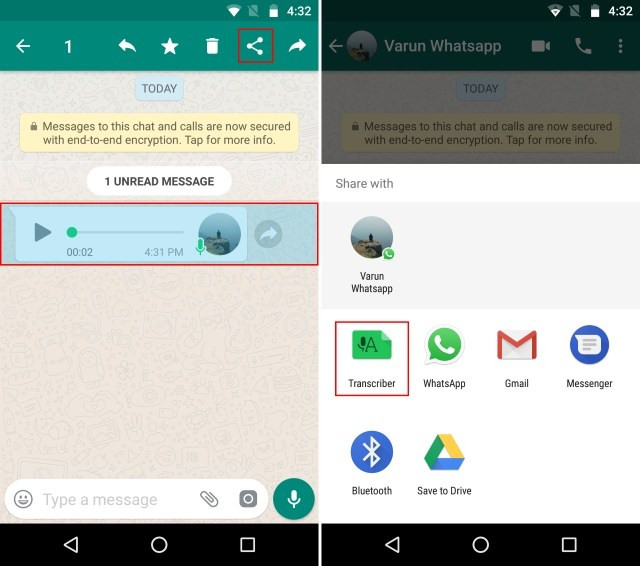 4:32
1
TODAY
Messages to this chat and calls are now secured
with end-to-end encryption. Tap for more info.
1 UNREAD MESSAGE
00:02 4:31 PM
Type a message
4:32
Varun Whatsapp
TODAY
Messages to this chat and calls are now secured
with end-to-end encryption. Tap for more info.
Share with
Varun
Whatsapp
A
Transcriber WhatsApp Gmail Messenger
Bluetooth Save to Drive